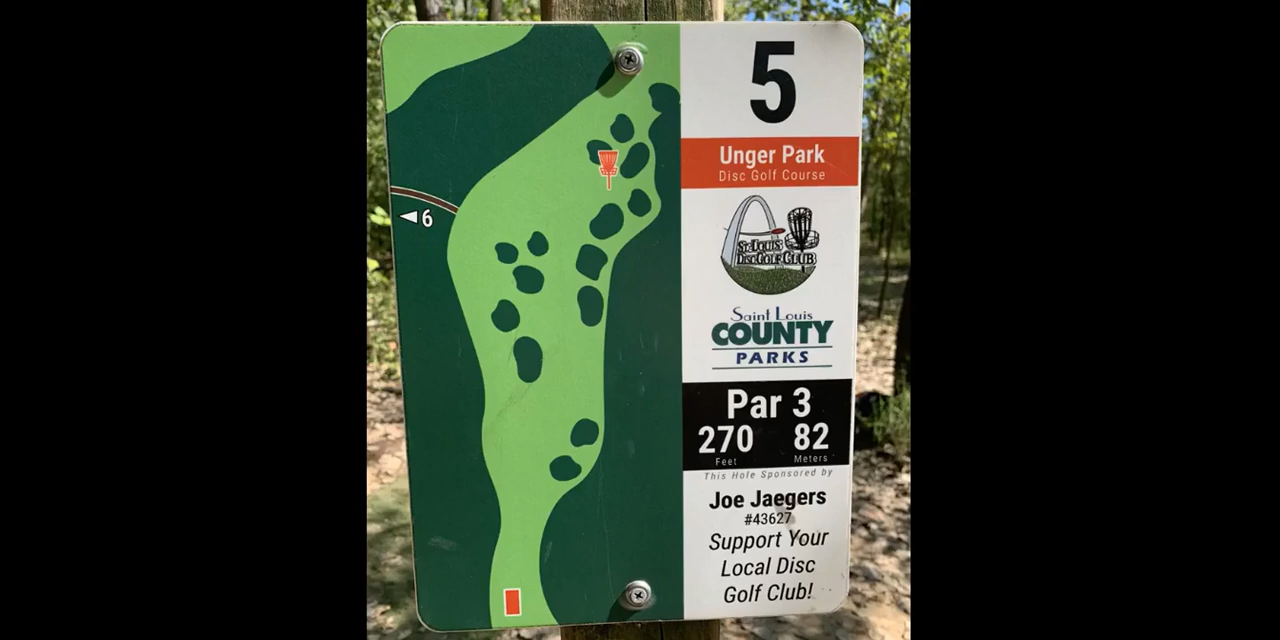 5
Unger Park
Disc Golf Course
St. Louis
Disc Golf Club
Saint Louis
COUNTY
PARKS
Par 3
270 82
Feet Meters
This Hole Sponsored by
Joe Jaegers
#43627
Support Your
Local Disc
Golf Club!
6